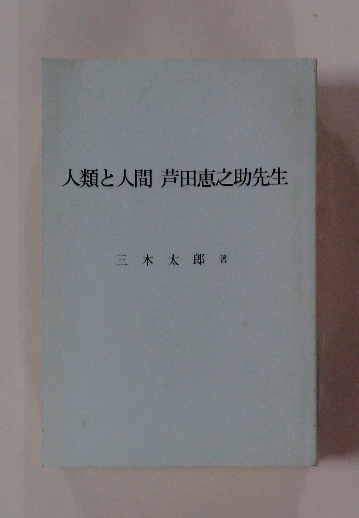 人類と人間 芦田恵之助先生
三木太郎 著